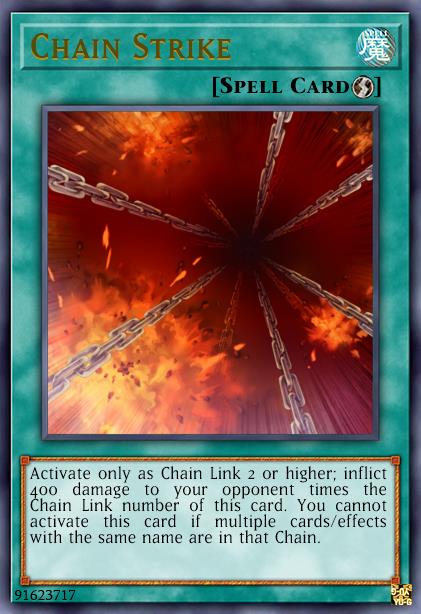 Chain Strike
SPELL
魔
[Spell Card]
Activate only as Chain Link 2 or higher; inflict
400 damage to your opponent times the
Chain Link number of this card. You cannot
activate this card if multiple cards/effects
with the same name are in that Chain.
91623717